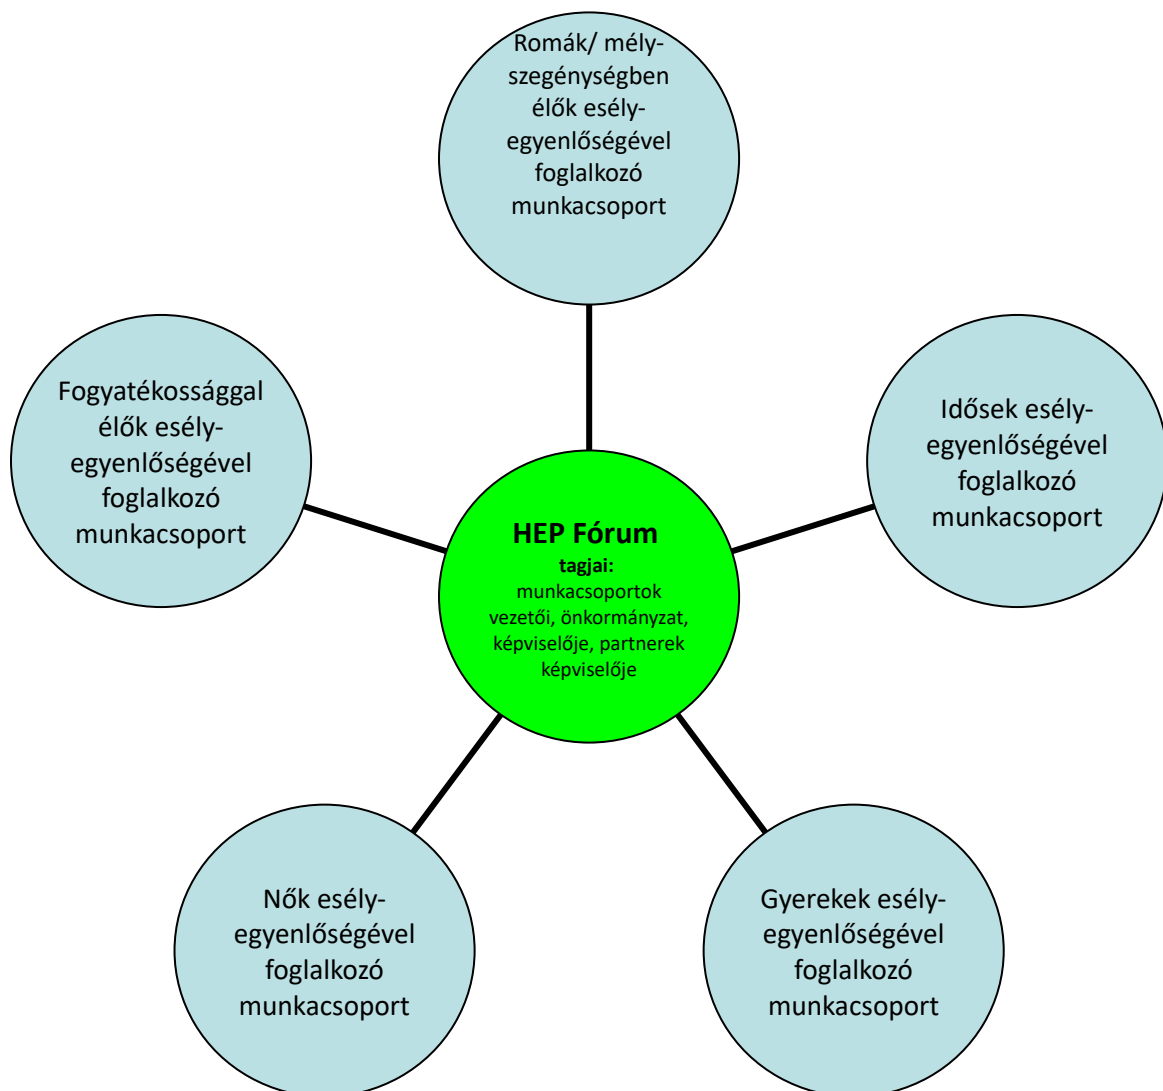 Romák/ mély-
szegénységben
élők esély-
egyenlőségével
foglalkozó
munkacsoport
Fogyatékossággal
élők esély-
egyenlőségével
foglalkozó
munkacsoport
Idősek esély-
egyenlőségével
foglalkozó
munkacsoport
HEP Fórum
tagjai:
munkacsoportok
vezetői, önkormányzat,
képviselője, partnerek
képviselője
Nők esély-
egyenlőségével
foglalkozó
munkacsoport
Gyerekek esély-
egyenlőségével
foglalkozó
munkacsoport